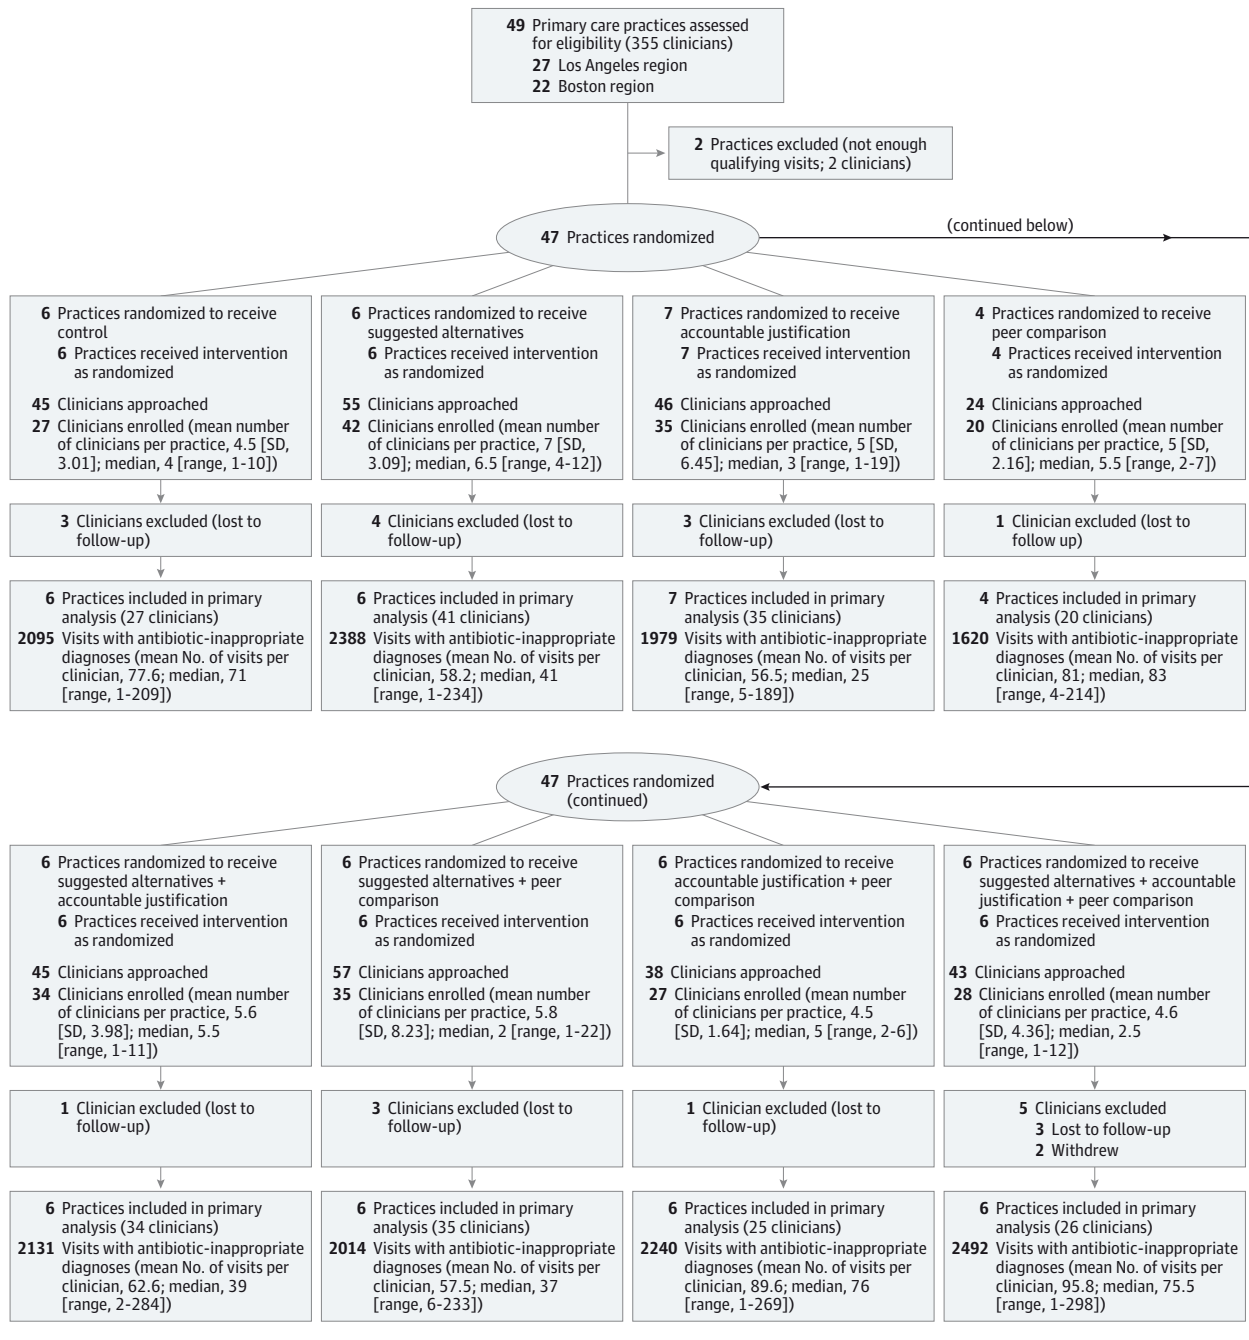 49 Primary care practices assessed
for eligibility (355 clinicians)
27 Los Angeles region
22 Boston region
2 Practices excluded (not enough
qualifying visits; 2 clinicians)
47 Practices randomized
(continued below)
6 Practices randomized to receive
control
6 Practices received intervention
as randomized
45 Clinicians approached
27 Clinicians enrolled (mean number
of clinicians per practice, 4.5 [SD,
3.01]; median, 4 [range, 1-10])
6 Practices randomized to receive
suggested alternatives
6 Practices received intervention
as randomized
55 Clinicians approached
42 Clinicians enrolled (mean number
of clinicians per practice, 7 [SD,
3.09]; median, 6.5 [range, 4-12])
7 Practices randomized to receive
accountable justification
7 Practices received intervention
as randomized
46 Clinicians approached
35 Clinicians enrolled (mean number
of clinicians per practice, 5 [SD,
6.45]; median, 3 [range, 1-19])
4 Practices randomized to receive
peer comparison
4 Practices received intervention
as randomized
24 Clinicians approached
20 Clinicians enrolled (mean number
of clinicians per practice, 5 [SD,
2.16]; median, 5.5 [range, 2-7])
3 Clinicians excluded (lost to
follow-up)
4 Clinicians excluded (lost to
follow-up)
3 Clinicians excluded (lost to
follow-up)
1 Clinician excluded (lost to
follow up)
6 Practices included in primary
analysis (27 clinicians)
2095 Visits with antibiotic-inappropriate
diagnoses (mean No. of visits per
clinician, 77.6; median, 71
[range, 1-209])
6 Practices included in primary
analysis (41 clinicians)
2388 Visits with antibiotic-inappropriate
diagnoses (mean No. of visits per
clinician, 58.2; median, 41
[range, 1-234])
7 Practices included in primary
analysis (35 clinicians)
1979 Visits with antibiotic-inappropriate
diagnoses (mean No. of visits per
clinician, 56.5; median, 25
[range, 5-189])
4 Practices included in primary
analysis (20 clinicians)
1620 Visits with antibiotic-inappropriate
diagnoses (mean No. of visits per
clinician, 81; median, 83
[range, 4-214])
47 Practices randomized
(continued)
6 Practices randomized to receive
suggested alternatives +
accountable justification
6 Practices received intervention
as randomized
45 Clinicians approached
34 Clinicians enrolled (mean number
of clinicians per practice, 5.6
[SD, 3.98]; median, 5.5
[range, 1-11])
6 Practices randomized to receive
suggested alternatives + peer
comparison
6 Practices received intervention
as randomized
57 Clinicians approached
35 Clinicians enrolled (mean number
of clinicians per practice, 5.8
[SD, 8.23]; median, 2 [range, 1-22])
6 Practices randomized to receive
accountable justification + peer
comparison
6 Practices received intervention
as randomized
38 Clinicians approached
27 Clinicians enrolled (mean number
of clinicians per practice, 4.5
[SD, 1.64]; median, 5 [range, 2-6])
6 Practices randomized to receive
suggested alternatives + accountable
justification + peer comparison
6 Practices received intervention
as randomized
43 Clinicians approached
28 Clinicians enrolled (mean number
of clinicians per practice, 4.6
[SD, 4.36]; median, 2.5
[range, 1-12])
1 Clinician excluded (lost to
follow-up)
3 Clinicians excluded (lost to
follow-up)
1 Clinician excluded (lost to
follow-up)
5 Clinicians excluded
3 Lost to follow-up
2 Withdrew
6 Practices included in primary
analysis (34 clinicians)
2131 Visits with antibiotic-inappropriate
diagnoses (mean No. of visits per
clinician, 62.6; median, 39
[range, 2-284])
6 Practices included in primary
analysis (35 clinicians)
2014 Visits with antibiotic-inappropriate
diagnoses (mean No. of visits per
clinician, 57.5; median, 37
[range, 6-233])
6 Practices included in primary
analysis (25 clinicians)
2240 Visits with antibiotic-inappropriate
diagnoses (mean No. of visits per
clinician, 89.6; median, 76
[range, 1-269])
6 Practices included in primary
analysis (26 clinicians)
2492 Visits with antibiotic-inappropriate
diagnoses (mean No. of visits per
clinician, 95.8; median, 75.5
[range, 1-298])